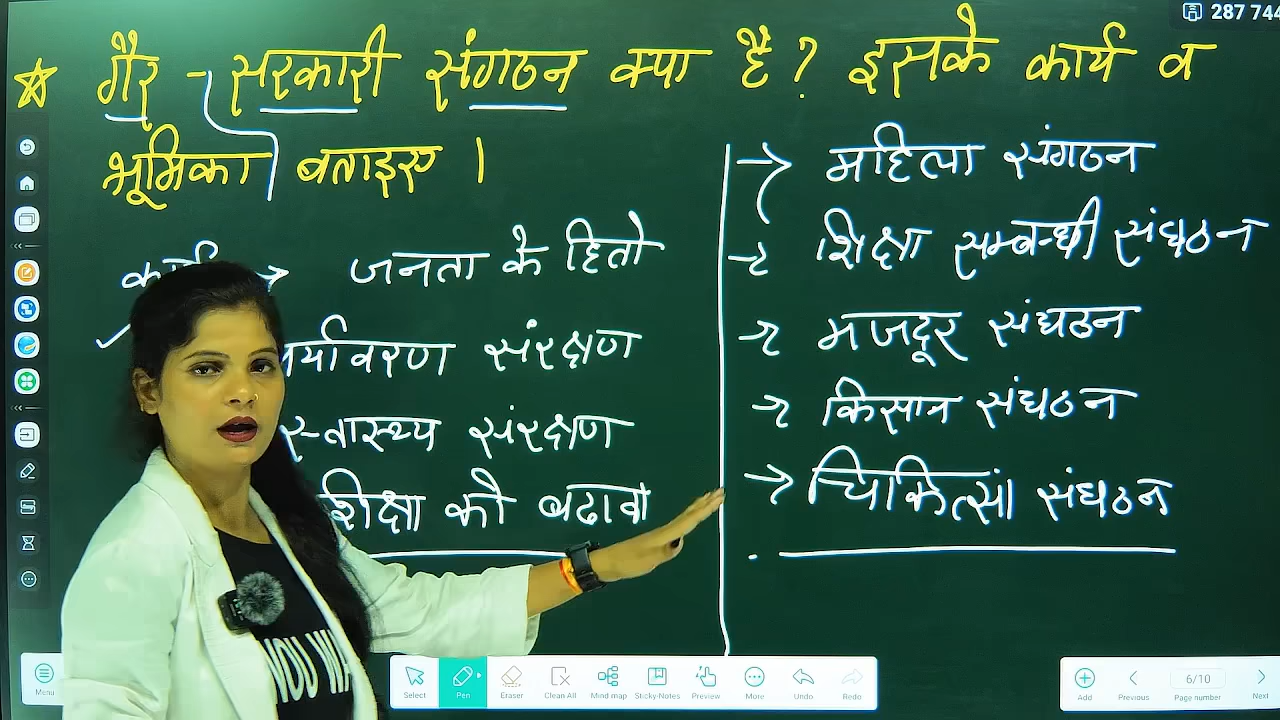 287 744
☆ गैर - सरकारी संगठन क्या है? इसके कार्य व
भूमिका बताइए ।
जनता के हितो
संरक्षण
स्वास्थ्य संरक्षण
शिक्षा को बढावा
→ महिला संगठन
→ शिक्षा सम्बन्धी संघठन
→ मजदूर संघठन
→ किसान संघठन
→ चिकित्सा संघठन
NOU WA
Menu
Select Pen Eraser Clean All Mind map Sticky-Notes Preview More Undo Redo
Add Previous 6/10 Page number Next